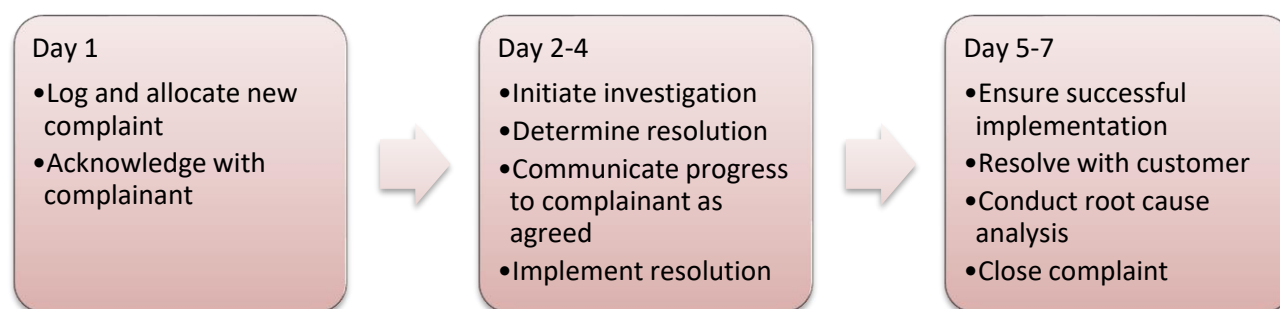 Day 1
•Log and allocate new
complaint
•Acknowledge with
complainant
Day 2-4
•Initiate investigation
•Determine resolution
•Communicate progress
to complainant as
agreed
•Implement resolution
Day 5-7
•Ensure successful
implementation
•Resolve with customer
•Conduct root cause
analysis
•Close complaint